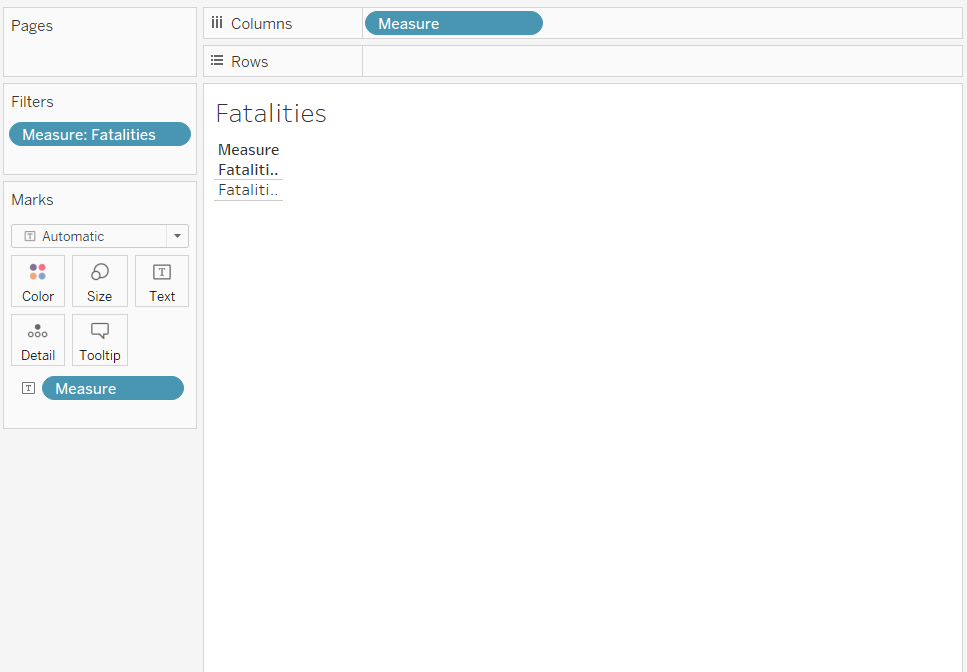 Pages
Columns
Measure
Rows
Filters
Measure: Fatalities
Marks
Automatic
Color
Size
Text
Detail
Tooltip
Measure
Fatalities
Measure
Fataliti..
Fataliti..